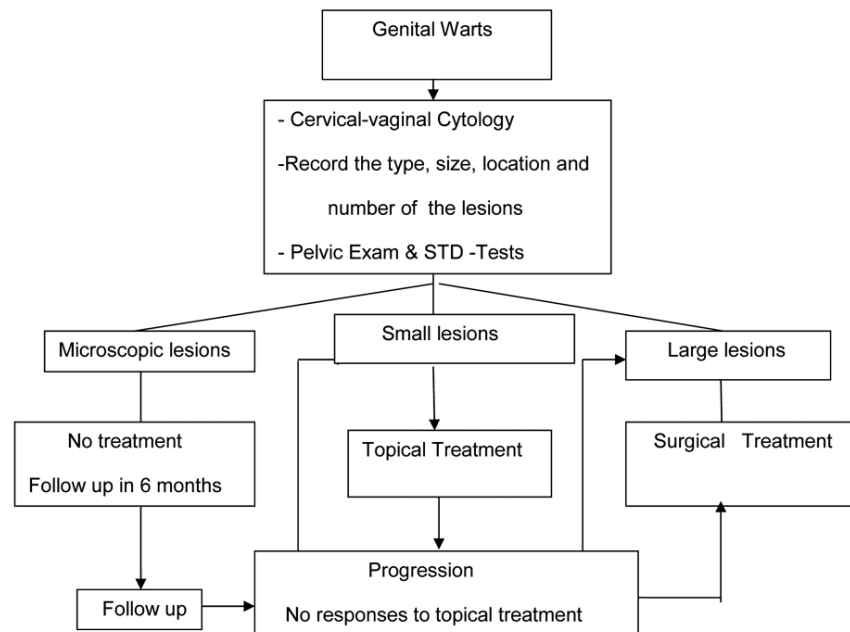 Genital Warts
- Cervical-vaginal Cytology
-Record the type, size, location and
number of the lesions
- Pelvic Exam & STD -Tests
Microscopic lesions
Small lesions
Large lesions
No treatment
Follow up in 6 months
Topical Treatment
Surgical Treatment
Follow up
Progression
No responses to topical treatment